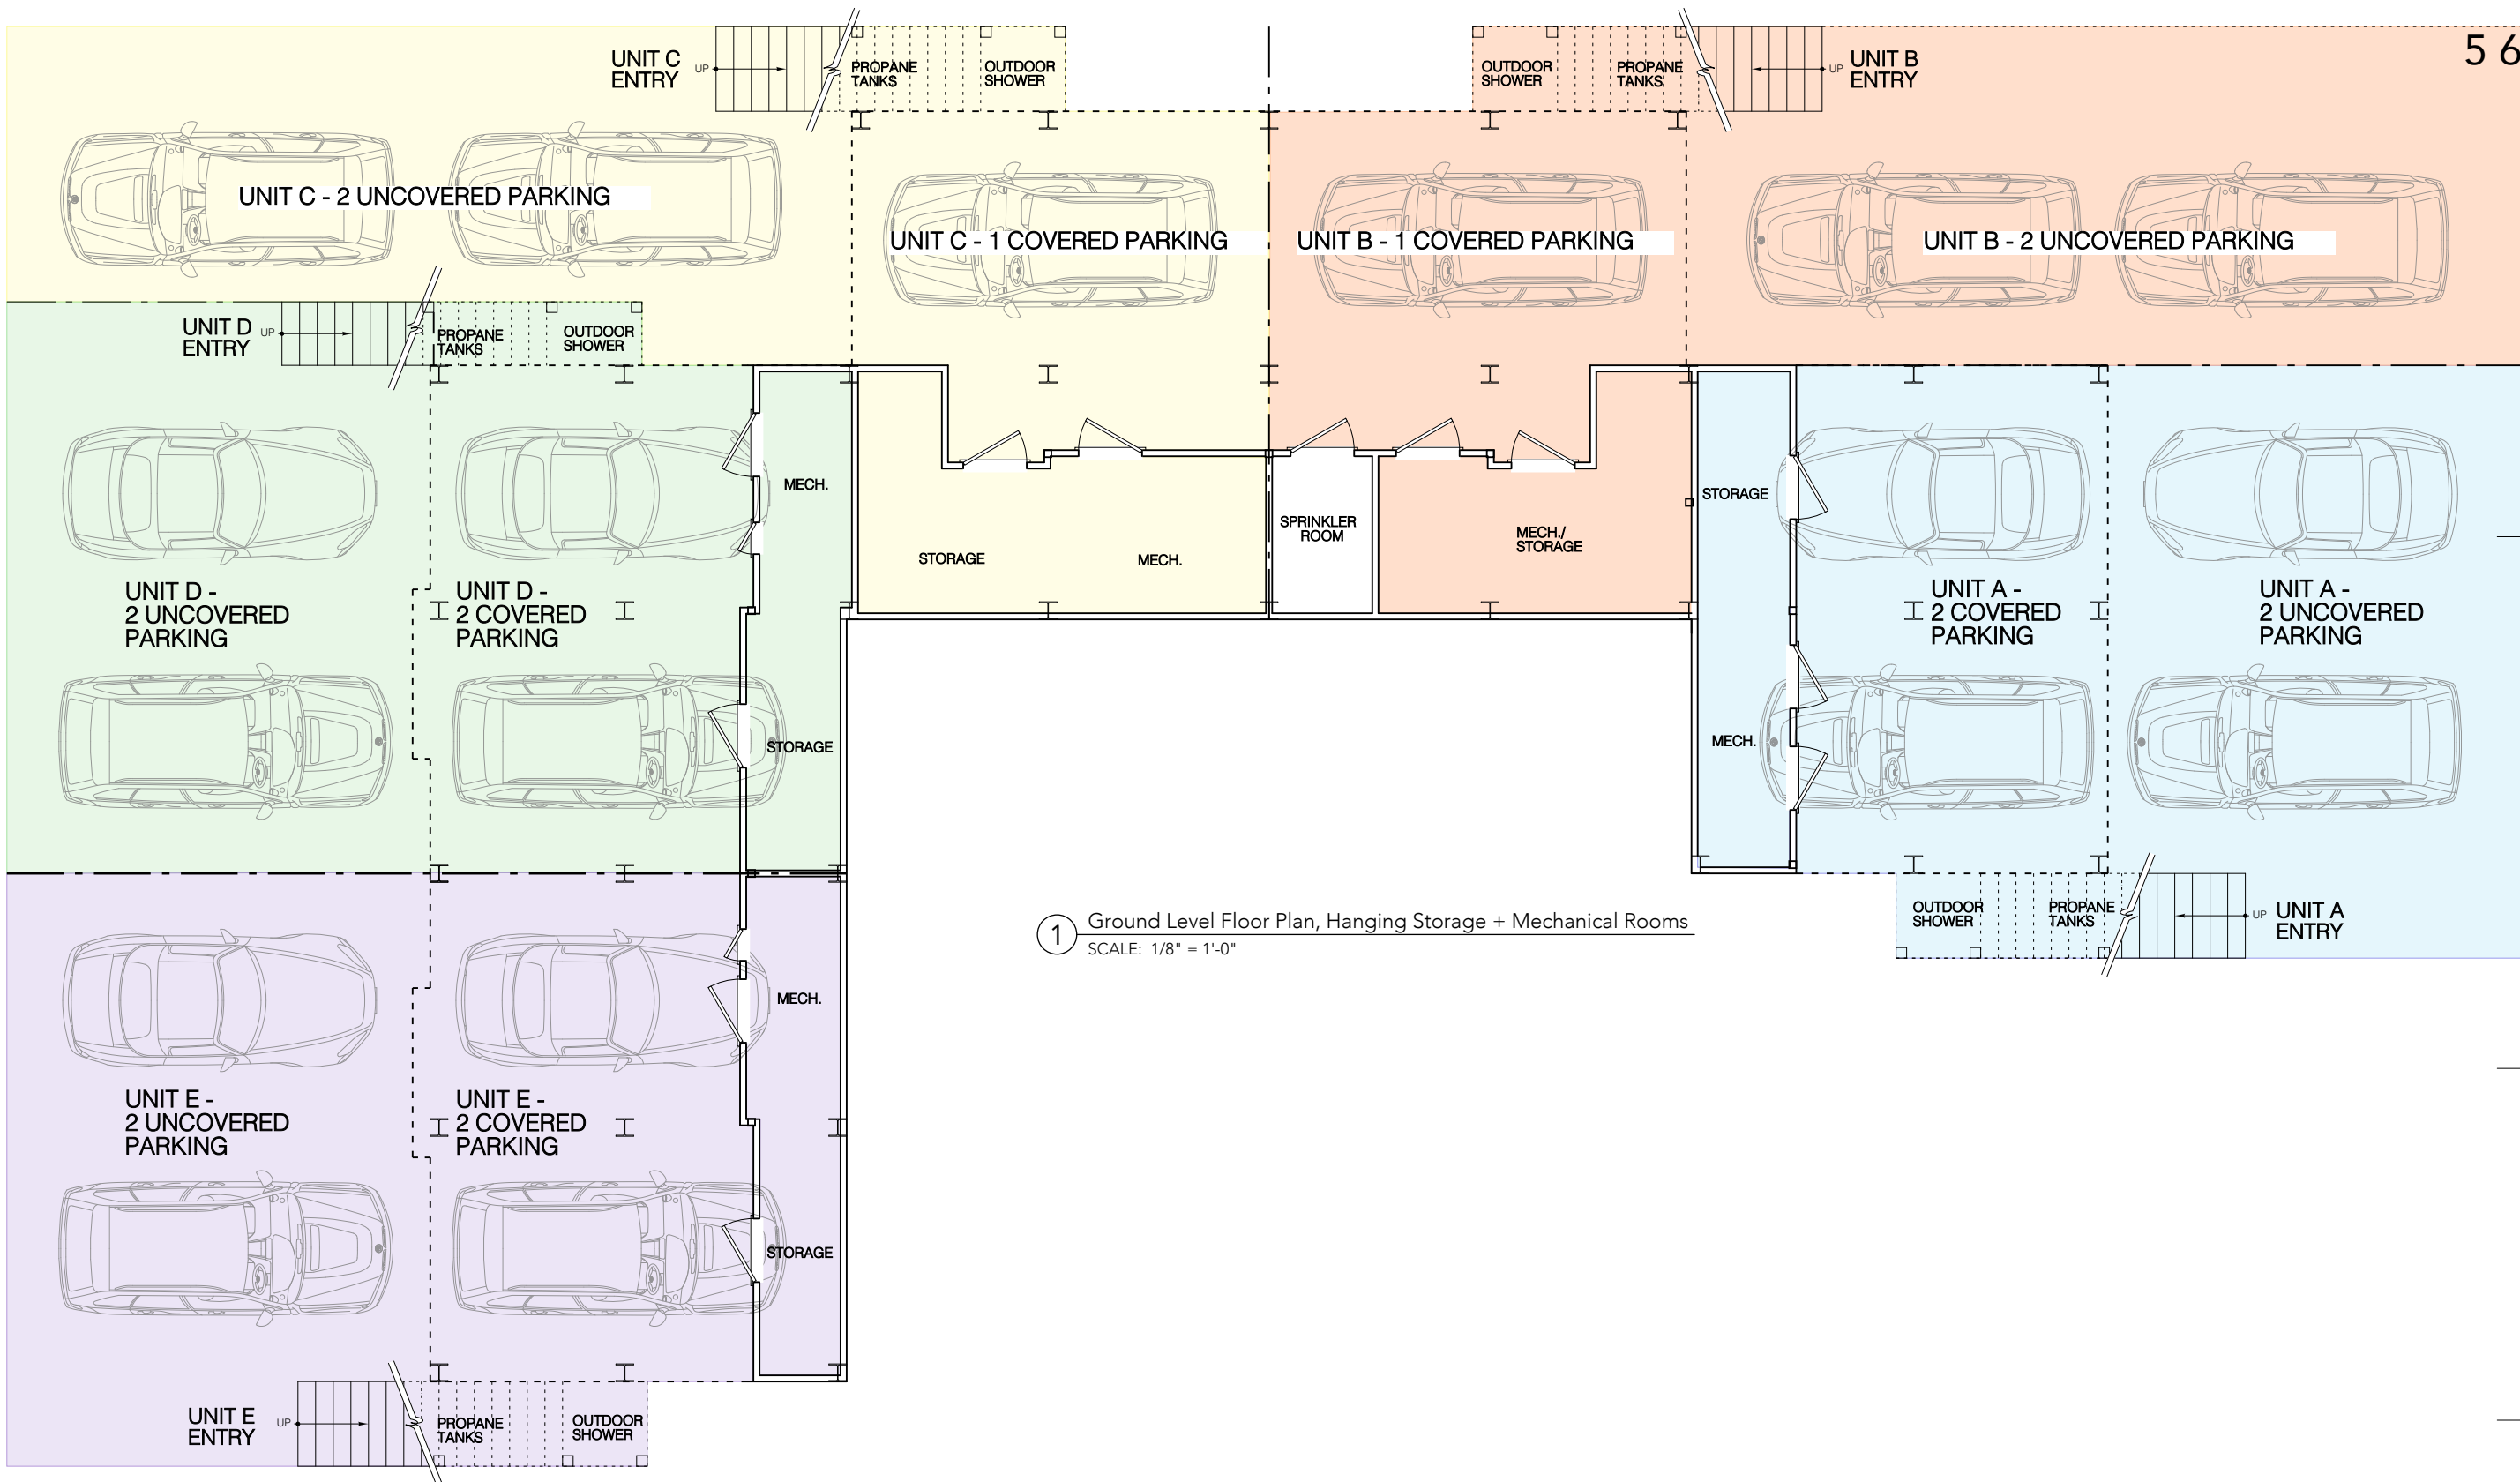 UNIT C
ENTRY
UP
PROPANE
TANKS
OUTDOOR
SHOWER
OUTDOOR
SHOWER
PROPANE
TANKS
UP
UNIT B
ENTRY
5 6
UNIT C - 2 UNCOVERED PARKING
UNIT C - 1 COVERED PARKING
UNIT B - 1 COVERED PARKING
UNIT B - 2 UNCOVERED PARKING
UNIT D
ENTRY
UP
PROPANE
TANKS
OUTDOOR
SHOWER
MECH.
STORAGE
MECH.
SPRINKLER
ROOM
MECH./
STORAGE
STORAGE
UNIT D -
2 UNCOVERED
PARKING
UNIT D -
2 COVERED
PARKING
UNIT A -
2 COVERED
PARKING
UNIT A -
2 UNCOVERED
PARKING
STORAGE
MECH.
OUTDOOR
SHOWER
PROPANE
TANKS
UP
UNIT A
ENTRY
1
Ground Level Floor Plan, Hanging Storage + Mechanical Rooms
SCALE: 1/8" = 1'-0"
MECH.
UNIT E -
2 UNCOVERED
PARKING
UNIT E -
2 COVERED
PARKING
STORAGE
UNIT E
ENTRY
UP
PROPANE
TANKS
OUTDOOR
SHOWER